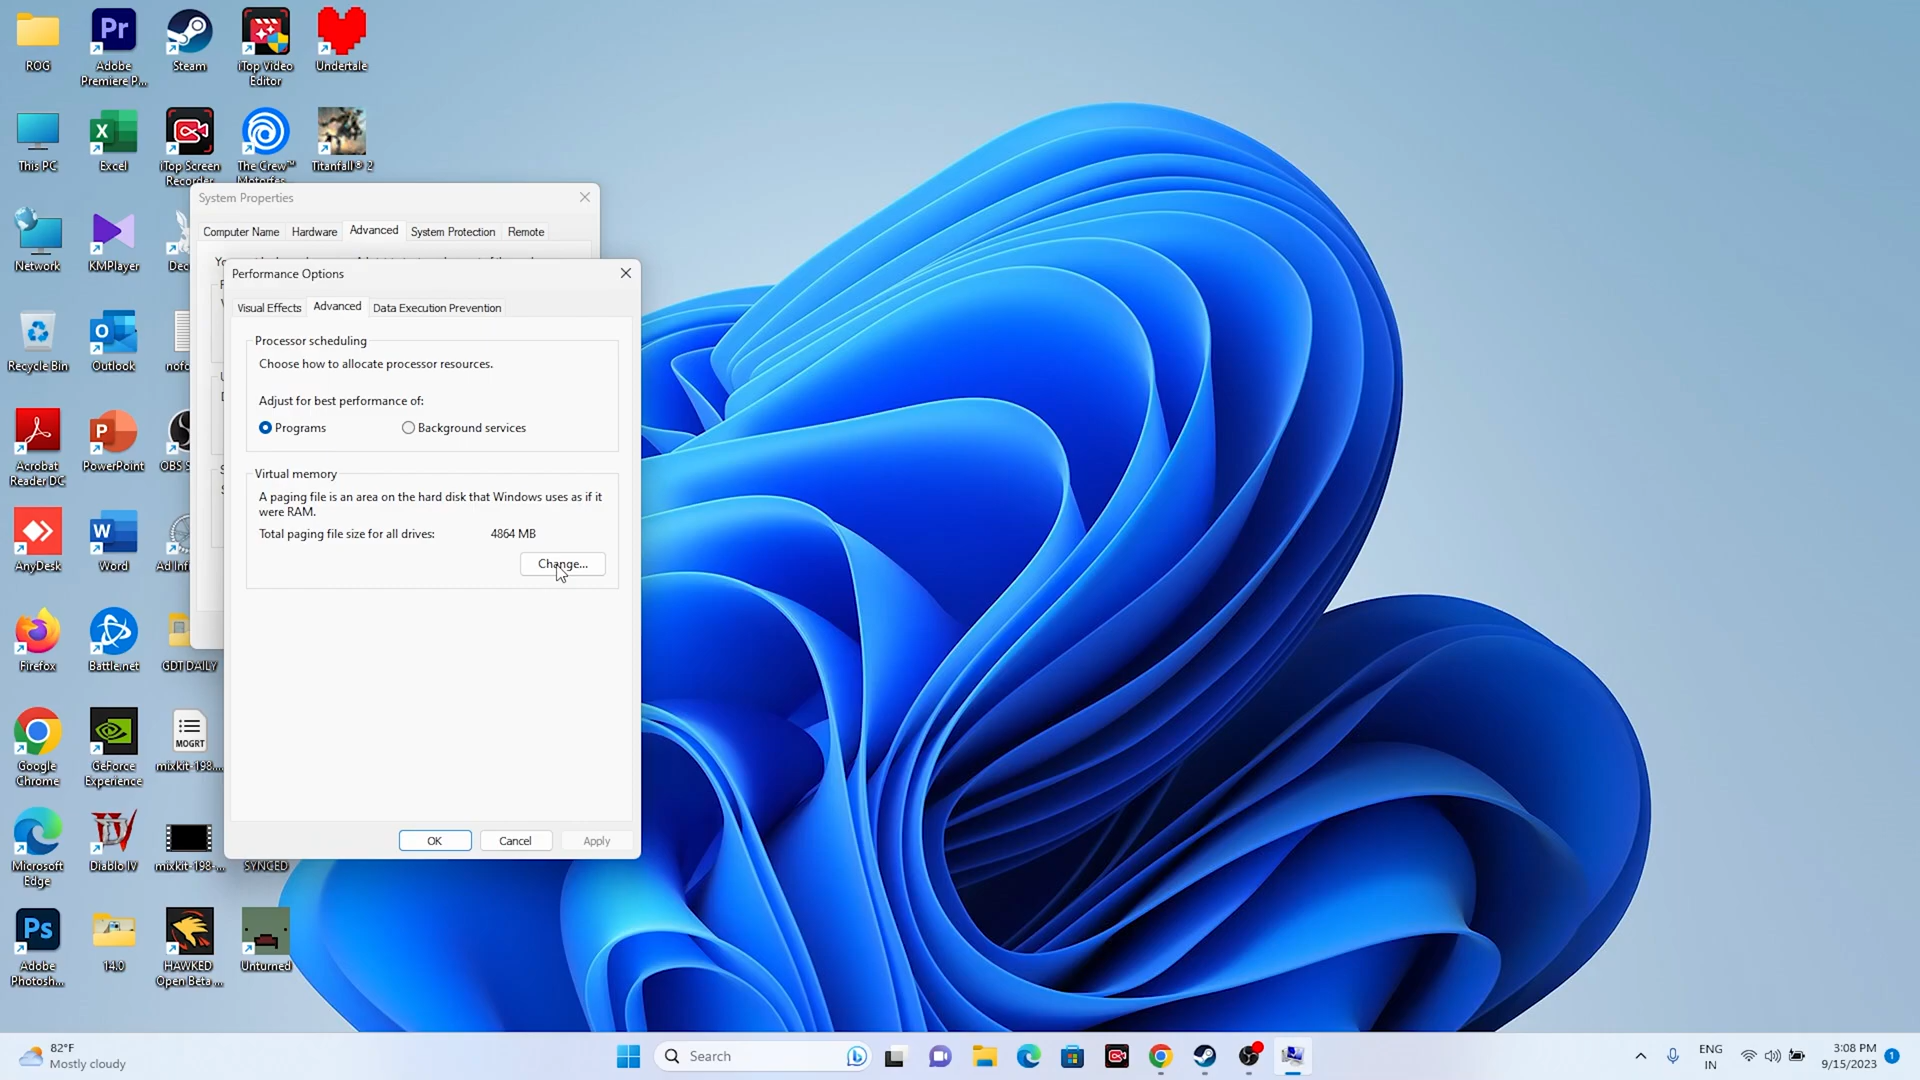 ROG
Adobe
Premiere P...
Steam
iTop Video
Editor
Undertale
This PC
Excel
iTop Screen
Recorder
The Crew™
Titanfall® 2
Network
KMPlayer
Recycle Bin
Outlook
Acrobat
Reader DC
PowerPoint
OBS S
AnyDesk
Word
Firefox
Battle.net
GDT DAILY
Google
Chrome
GeForce
Experience
MOGRT
mixkit-198...
Microsoft
Edge
Diablo IV
mixkit-198-...
SYNCED
Adobe
Photosh...
14.0
HAWKED
Open Beta ...
Unturned
System Properties
Computer Name
Hardware
Advanced
System Protection
Remote
Performance Options
Visual Effects
Advanced
Data Execution Prevention
Processor scheduling
Choose how to allocate processor resources.
Adjust for best performance of:
Programs
Background services
Virtual memory
A paging file is an area on the hard disk that Windows uses as if it
were RAM.
Total paging file size for all drives: 4864 MB
Change...
OK
Cancel
Apply
82°F
Mostly cloudy
Search
ENG
IN
3:08 PM
9/15/2023
1